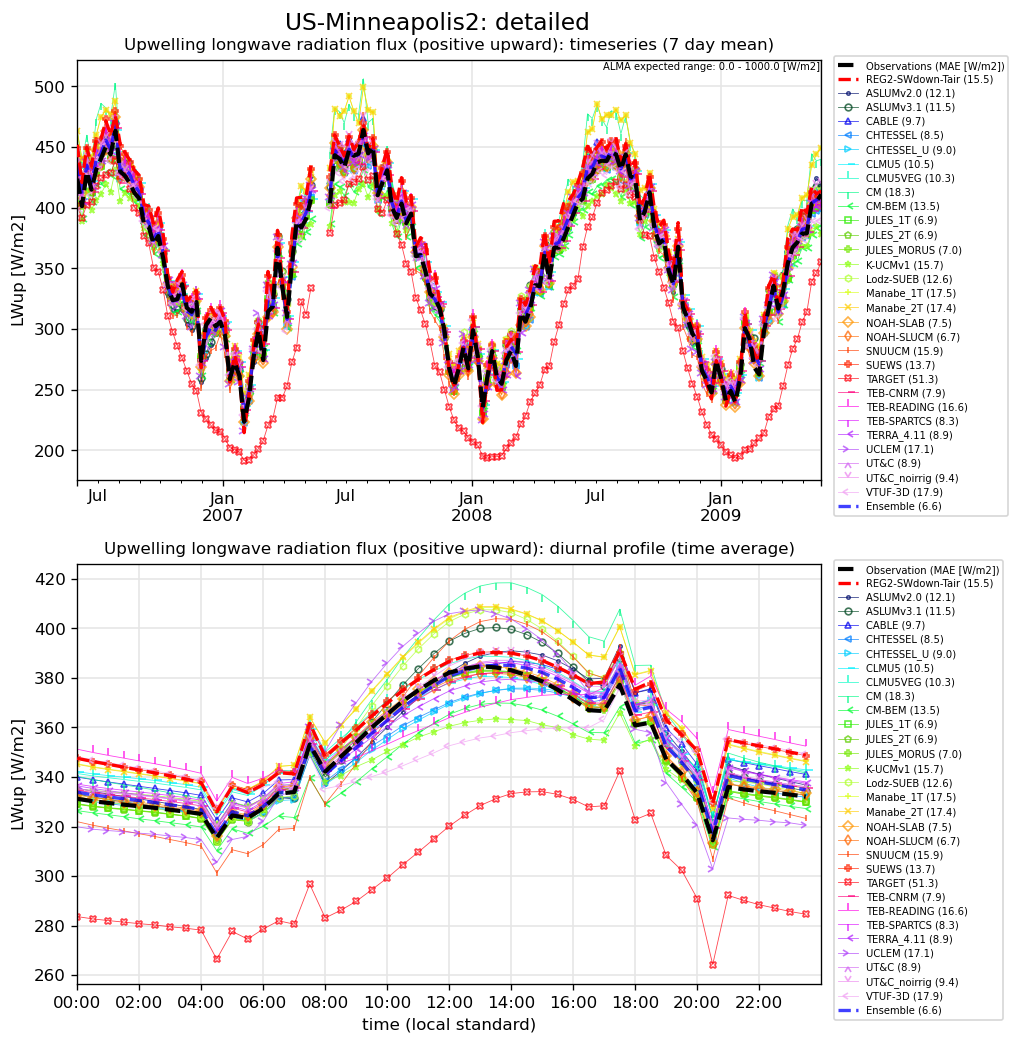 US-Minneapolis2: detailed
Upwelling longwave radiation flux (positive upward): timeseries (7 day mean)
ALMA expected range: 0.0 - 1000.0 [W/m2]
LWup [W/m2]
500
450
400
350
300
250
200
Jul
Jan
2007
Jul
Jan
2008
Jul
Jan
2009
Observations (MAE [W/m2])
REG2-SWdown-Tair (15.5)
ASLUMv2.0 (12.1)
ASLUMv3.1 (11.5)
CABLE (9.7)
CHTESSEL (8.5)
CHTESSEL_U (9.0)
CLMU5 (10.5)
CLMU5VEG (10.3)
CM (18.3)
CM-BEM (13.5)
JULES_1T (6.9)
JULES_2T (6.9)
JULES_MORUS (7.0)
K-UCMv1 (15.7)
Lodz-SUEB (12.6)
Manabe_1T (17.5)
Manabe_2T (17.4)
NOAH-SLAB (7.5)
NOAH-SLUCM (6.7)
SNUUCM (15.9)
SUEWS (13.7)
TARGET (51.3)
TEB-CNRM (7.9)
TEB-READING (16.6)
TEB-SPARTCS (8.3)
TERRA_4.11 (8.9)
UCLEM (17.1)
UT&C (8.9)
UT&C_noirrig (9.4)
VTUF-3D (17.9)
Ensemble (6.6)
Upwelling longwave radiation flux (positive upward): diurnal profile (time average)
LWup [W/m2]
420
400
380
360
340
320
300
280
260
00:00
02:00
04:00
06:00
08:00
10:00
12:00
14:00
16:00
18:00
20:00
22:00
time (local standard)
Observation (MAE [W/m2])
REG2-SWdown-Tair (15.5)
ASLUMv2.0 (12.1)
ASLUMv3.1 (11.5)
CABLE (9.7)
CHTESSEL (8.5)
CHTESSEL_U (9.0)
CLMU5 (10.5)
CLMU5VEG (10.3)
CM (18.3)
CM-BEM (13.5)
JULES_1T (6.9)
JULES_2T (6.9)
JULES_MORUS (7.0)
K-UCMv1 (15.7)
Lodz-SUEB (12.6)
Manabe_1T (17.5)
Manabe_2T (17.4)
NOAH-SLAB (7.5)
NOAH-SLUCM (6.7)
SNUUCM (15.9)
SUEWS (13.7)
TARGET (51.3)
TEB-CNRM (7.9)
TEB-READING (16.6)
TEB-SPARTCS (8.3)
TERRA_4.11 (8.9)
UCLEM (17.1)
UT&C (8.9)
UT&C_noirrig (9.4)
VTUF-3D (17.9)
Ensemble (6.6)